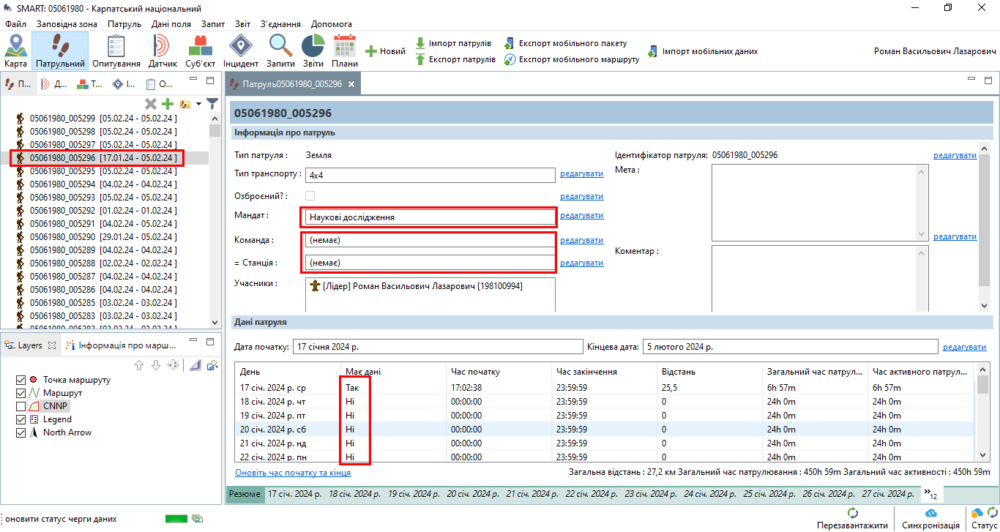 SMART: 05061980 - Карпатський національний
Файл Заповідна зона Патруль Дані поля Запит Звіт З'єднання Допомога
Карта Патрульний Опитування Датчик Суб'єкт Інцидент Запити Звіти Плани
Новий
Імпорт патрулів
Експорт патрулів
Експорт мобільного пакету
Експорт мобільного маршруту
Імпорт мобільних даних
Роман Васильович Лазарович
П... Д... Т... І... О...
05061980_005299 [05.02.24 - 05.02.24 ]
05061980_005298 [05.02.24 - 05.02.24 ]
05061980_005297 [05.02.24 - 05.02.24 ]
05061980_005296 [17.01.24 - 05.02.24 ]
05061980_005295 [05.02.24 - 05.02.24 ]
05061980_005294 [04.02.24 - 04.02.24 ]
05061980_005293 [05.02.24 - 05.02.24 ]
05061980_005292 [01.02.24 - 01.02.24 ]
05061980_005291 [04.02.24 - 05.02.24 ]
05061980_005290 [29.01.24 - 05.02.24 ]
05061980_005289 [04.02.24 - 04.02.24 ]
05061980_005288 [02.02.24 - 02.02.24 ]
05061980_005287 [04.02.24 - 04.02.24 ]
05061980_005286 [04.02.24 - 04.02.24 ]
05061980_005285 [03.02.24 - 03.02.24 ]
05061980_005283 [03.02.24 - 03.02.24 ]
Layers Інформація про марш...
Точка маршруту
Маршрут
CNNP
Legend
North Arrow
Патруль05061980_005296
05061980_005296
Інформація про патруль
Тип патруля : Земля
Тип транспорту : 4x4 редагувати
Озброєний? : редагувати
Мандат : Наукові дослідження редагувати
Команда : (немає) редагувати
= Станція : (немає) редагувати
Учасники : [Лідер] Роман Васильович Лазарович [198100994]
Ідентифікатор патруля: 05061980_005296 редагувати
Мета :
редагувати
Коментар :
Дані патруля
Дата початку: 17 січня 2024 р. Кінцева дата: 5 лютого 2024 р. редагувати
День Має дані Час початку Час закінчення Відстань Загальний час патрул... Час активного патрул...
17 січ. 2024 р. ср Так 17:02:38 23:59:59 25,5 6h 57m 6h 57m
18 січ. 2024 р. чт Ні 00:00:00 23:59:59 0 24h 0m 24h 0m
19 січ. 2024 р. пт Ні 00:00:00 23:59:59 0 24h 0m 24h 0m
20 січ. 2024 р. сб Ні 00:00:00 23:59:59 0 24h 0m 24h 0m
21 січ. 2024 р. нд Ні 00:00:00 23:59:59 0 24h 0m 24h 0m
22 січ. 2024 р. пн Ні 00:00:00 23:59:59 0 24h 0m 24h 0m
Оновіть час початку та кінця
Загальна відстань : 27,2 км Загальний час патрулювання : 450h 59m Загальний час активності : 450h 59m
Резюме 17 січ. 2024 р. 18 січ. 2024 р. 19 січ. 2024 р. 20 січ. 2024 р. 21 січ. 2024 р. 22 січ. 2024 р. 23 січ. 2024 р. 24 січ. 2024 р. 25 січ. 2024 р. 26 січ. 2024 р. 27 січ. 2024 р. »12
оновити статус черги даних
Перезавантажити Синхронізація Статус